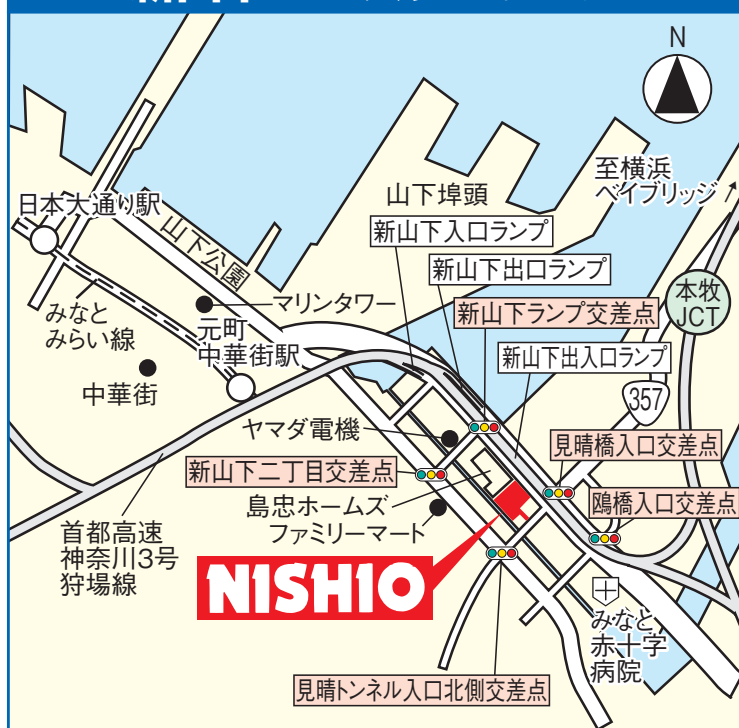 N
至横浜
ベイブリッジ
山下埠頭
日本大通り駅
新山下入口ランプ
山下公園
新山下出口ランプ
本牧
JCT
マリンタワー
みなと
みらい線
新山下ランプ交差点
元町
中華街駅
新山下出入口ランプ
中華街
357
ヤマダ電機
見晴橋入口交差点
新山下二丁目交差点
島忠ホームズ
鴎橋入口交差点
ファミリーマート
首都高速
神奈川3号
狩場線
NISHIO
みなと
赤十字
病院
見晴トンネル入口北側交差点